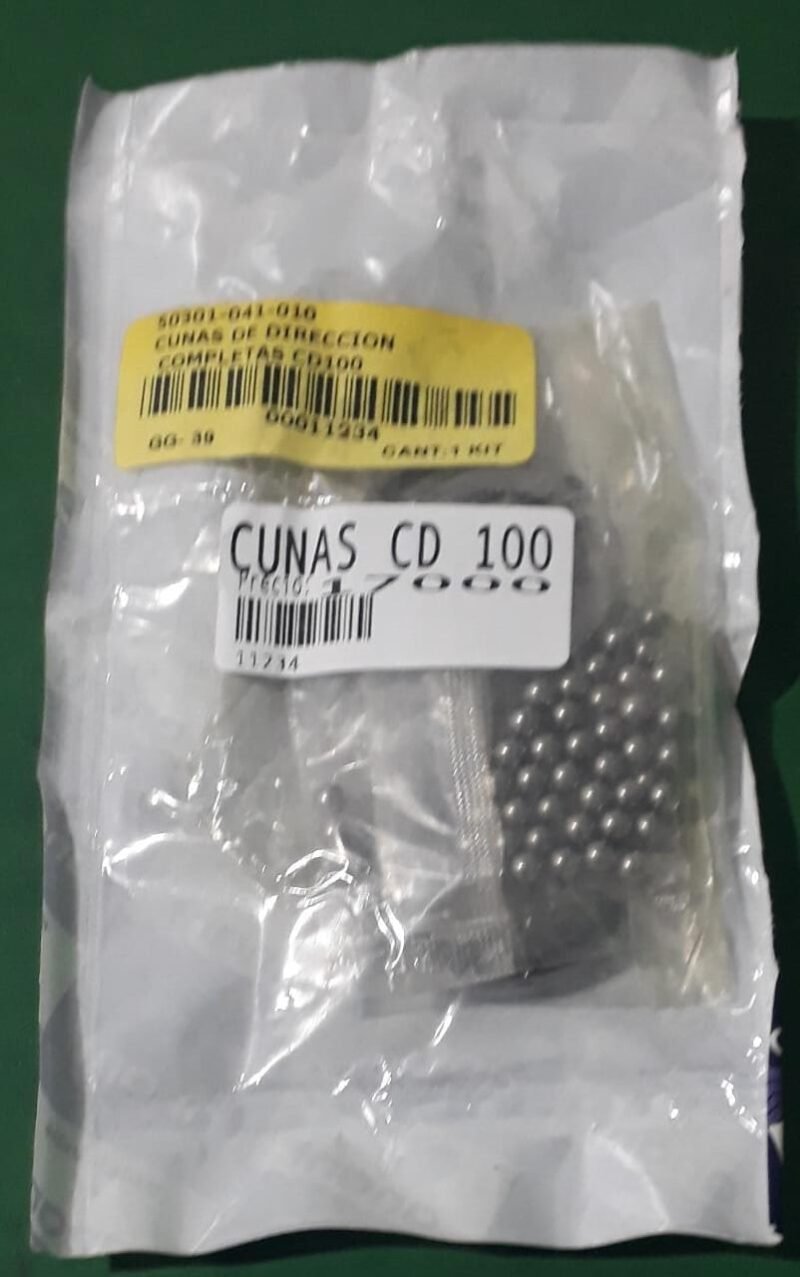 50301-041-010
CUNAS DE DIRECCION
COMPLETAS CD100
00011234
GG- 39
CANT:1 KIT
CUNAS CD 100
Precio: 17000
11234